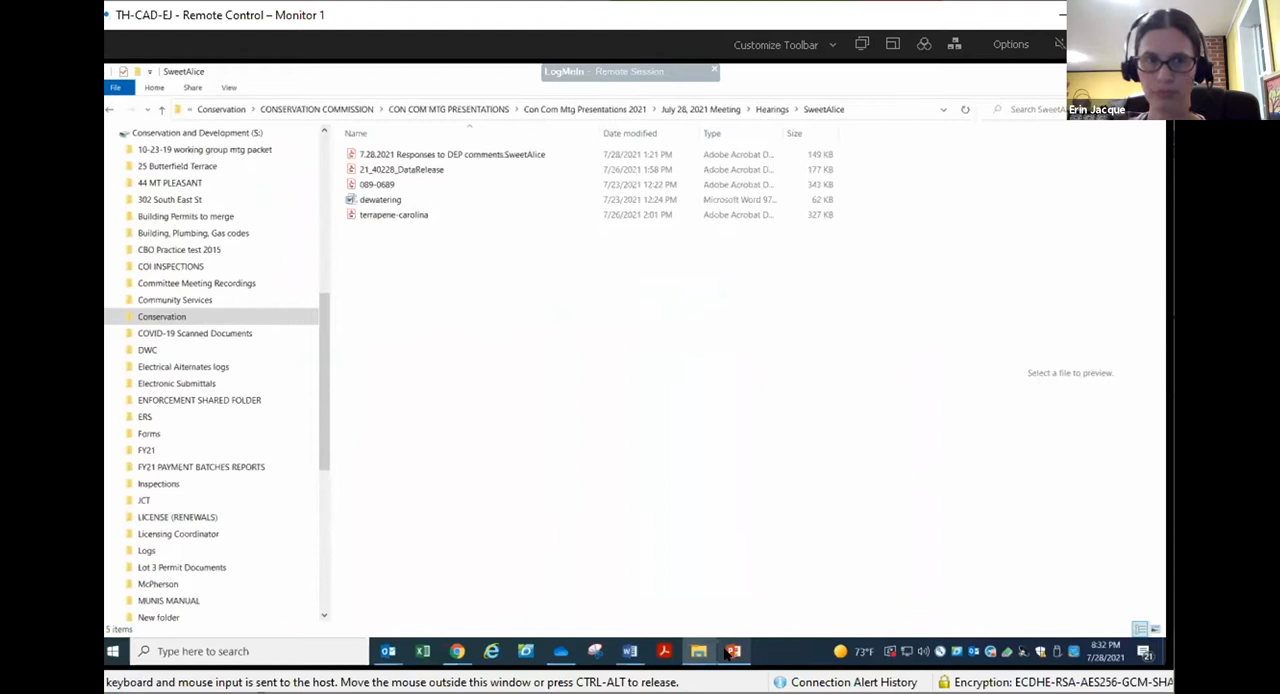 TH-CAD-EJ - Remote Control – Monitor 1
Customize Toolbar
Options
SweetAlice
LogMeIn - Remote Session
File Home Share View
Erin Jacque
« Conservation > CONSERVATION COMMISSION > CON COM MTG PRESENTATIONS > Con Com Mtg Presentations 2021 > July 28, 2021 Meeting > Hearings > SweetAlice
Conservation and Development (S:)
10-23-19 working group mtg packet
25 Butterfield Terrace
44 MT PLEASANT
302 South East St
Building Permits to merge
Building, Plumbing, Gas codes
CBO Practice test 2015
COI INSPECTIONS
Committee Meeting Recordings
Community Services
Conservation
COVID-19 Scanned Documents
DWC
Electrical Alternates logs
Electronic Submittals
ENFORCEMENT SHARED FOLDER
ERS
Forms
FY21
FY21 PAYMENT BATCHES REPORTS
Inspections
JCT
LICENSE (RENEWALS)
Licensing Coordinator
Logs
Lot 3 Permit Documents
McPherson
MUNIS MANUAL
New folder
Name Date modified Type Size
7.28.2021 Responses to DEP comments.SweetAlice 7/28/2021 1:21 PM Adobe Acrobat D... 149 KB
21_40228_DataRelease 7/26/2021 1:58 PM Adobe Acrobat D... 177 KB
089-0689 7/23/2021 12:22 PM Adobe Acrobat D... 343 KB
dewatering 7/23/2021 12:24 PM Microsoft Word 97... 62 KB
terrapene-carolina 7/26/2021 2:01 PM Adobe Acrobat D... 327 KB
Select a file to preview.
5 items
Type here to search
73°F
8:32 PM
7/28/2021
21
keyboard and mouse input is sent to the host. Move the mouse outside this window or press CTRL-ALT to release.
Connection Alert History
Encryption: ECDHE-RSA-AES256-GCM-SHA